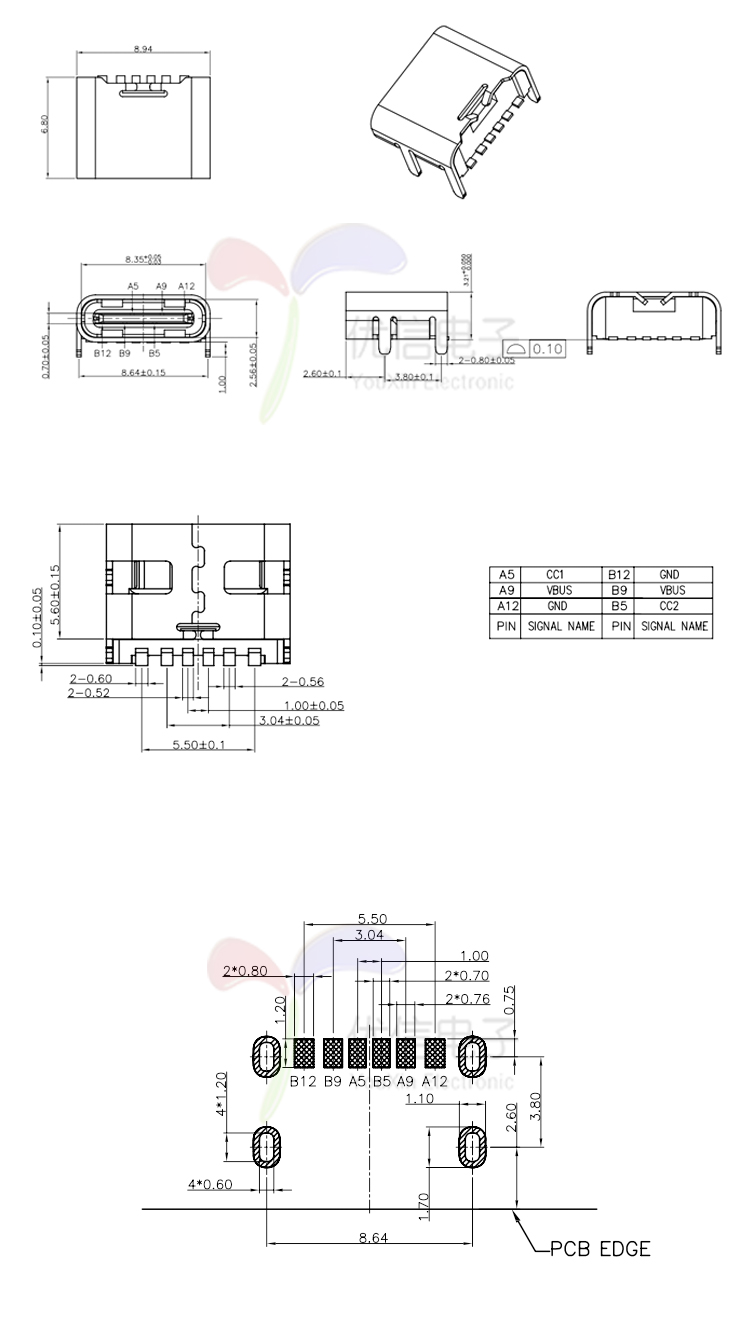 8.94
6.80
8.35+0.05 -0.03
A5 A9 A12
B12 B9 B5
0.70±0.05
8.64±0.15
1.00
2.56±0.05
优信电子
YouXin Electronic
2.60±0.1
3.80±0.1
2-0.80±0.05
0.10
5.60±0.15
0.10±0.05
2-0.60
2-0.52
2-0.56
1.00±0.05
3.04±0.05
5.50±0.1
A5 CC1 B12 GND
A9 VBUS B9 VBUS
A12 GND B5 CC2
PIN SIGNAL NAME PIN SIGNAL NAME
5.50
3.04
1.00
2*0.80
2*0.70
2*0.76
1.20
0.75
优信电子
B12 B9 A5 B5 A9 A12
YouXin Electronic
4*1.20
1.10
2.60
3.80
4*0.60
1.70
8.64
PCB EDGE